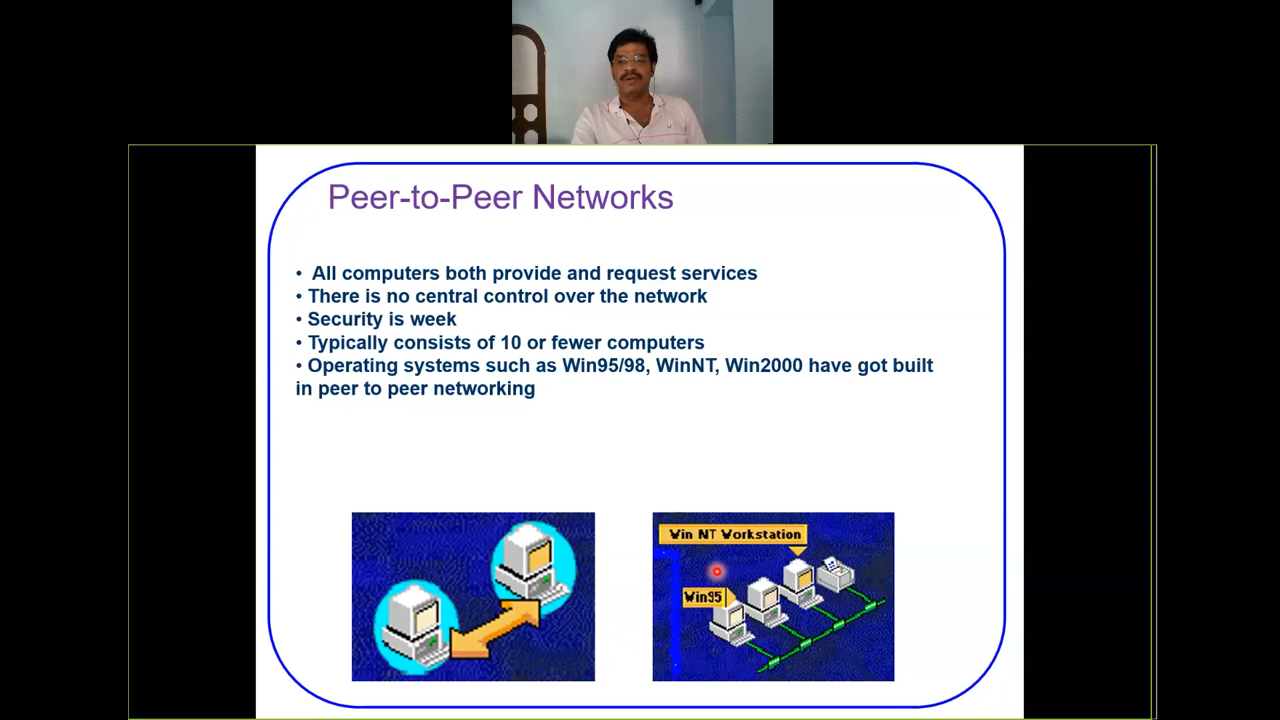 Peer-to-Peer Networks
• All computers both provide and request services
• There is no central control over the network
• Security is week
• Typically consists of 10 or fewer computers
• Operating systems such as Win95/98, WinNT, Win2000 have got built
in peer to peer networking
Win NT Workstation
Win95